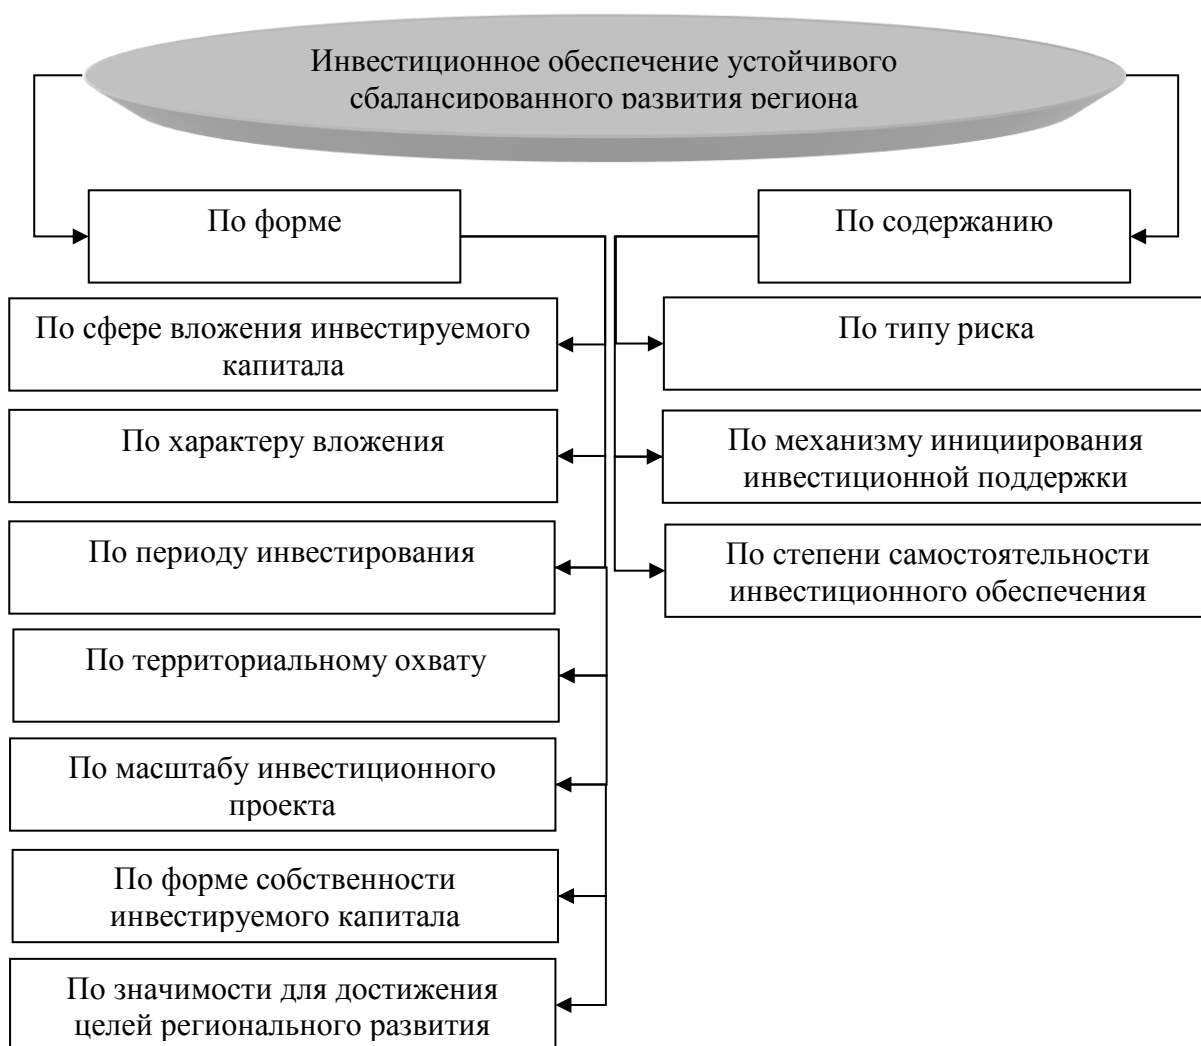 Инвестиционное обеспечение устойчивого
сбалансированного развития региона
По форме
По содержанию
По сфере вложения инвестируемого
капитала
По характеру вложения
По периоду инвестирования
По территориальному охвату
По масштабу инвестиционного
проекта
По форме собственности
инвестируемого капитала
По значимости для достижения
целей регионального развития
По типу риска
По механизму инициирования
инвестиционной поддержки
По степени самостоятельности
инвестиционного обеспечения